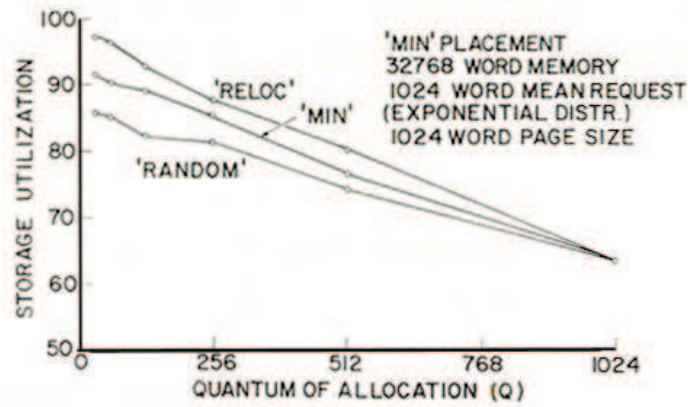 100
90
80
70
60
50
STORAGE UTILIZATION
'RELOC'
'MIN'
'RANDOM'
'MIN' PLACEMENT
32768 WORD MEMORY
1024 WORD MEAN REQUEST
(EXPONENTIAL DISTR.)
1024 WORD PAGE SIZE
0 256 512 768 1024
QUANTUM OF ALLOCATION (Q)